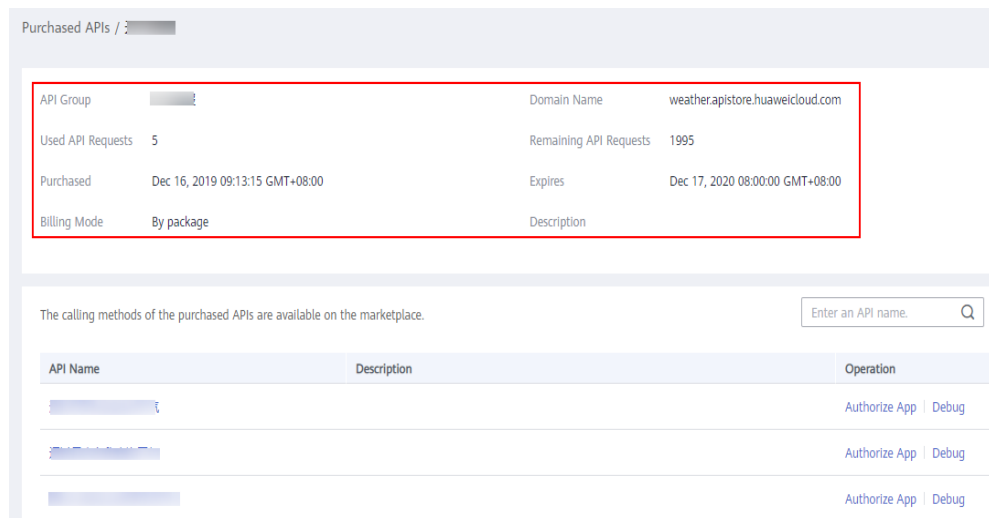 Purchased APIs /
API Group
Domain Name weather.apistore.huaweicloud.com
Used API Requests 5
Remaining API Requests 1995
Purchased Dec 16, 2019 09:13:15 GMT+08:00
Expires Dec 17, 2020 08:00:00 GMT+08:00
Billing Mode By package
Description
The calling methods of the purchased APIs are available on the marketplace.
Enter an API name.
API Name Description Operation
Authorize App | Debug
Authorize App | Debug
Authorize App | Debug